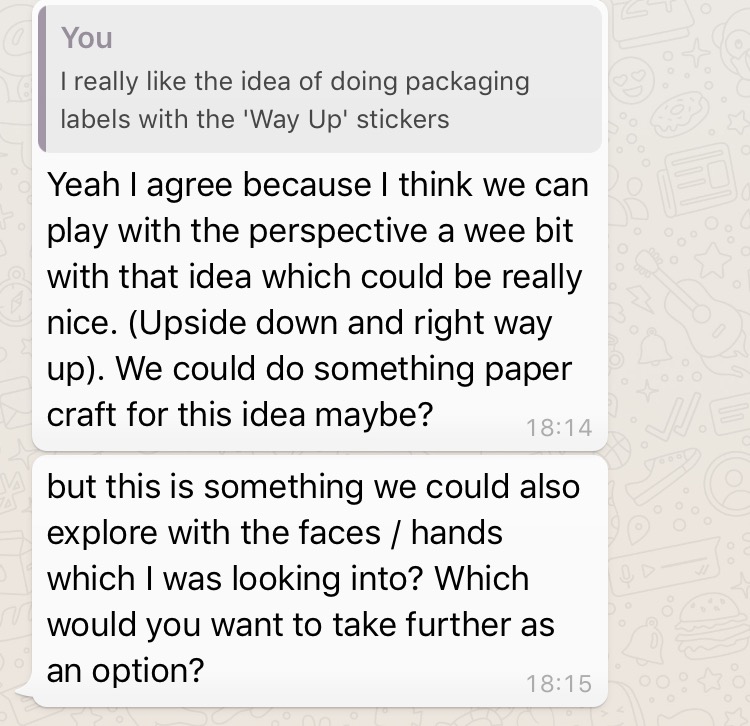 You
I really like the idea of doing packaging
labels with the 'Way Up' stickers
Yeah I agree because I think we can
play with the perspective a wee bit
with that idea which could be really
nice. (Upside down and right way
up). We could do something paper
craft for this idea maybe?
18:14
but this is something we could also
explore with the faces / hands
which I was looking into? Which
would you want to take further as
an option?
18:15